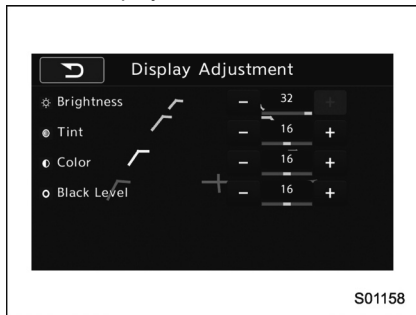 Display Adjustment
Brightness - 32 +
Tint - 16 +
Color - 16 +
Black Level - 16 +
S01158